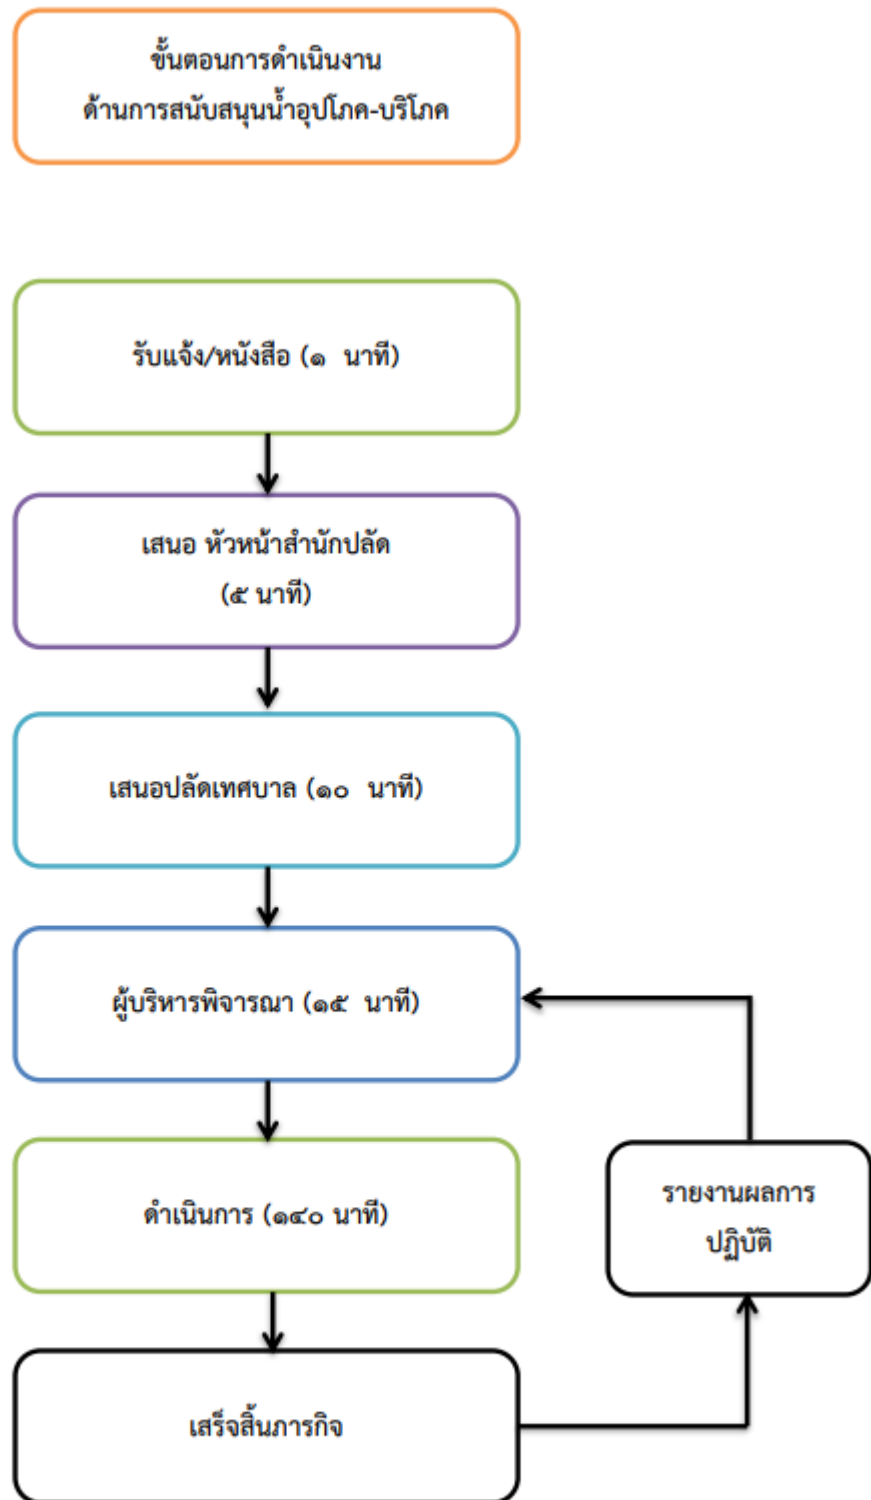 ขั้นตอนการดำเนินงาน
ด้านการสนับสนุนน้ำอุปโภค-บริโภค
รับแจ้ง/หนังสือ (๑ นาที)
เสนอ หัวหน้าสำนักปลัด
(๕ นาที)
เสนอปลัดเทศบาล (๑๐ นาที)
ผู้บริหารพิจารณา (๑๕ นาที)
ดำเนินการ (๑๔๐ นาที)
รายงานผลการ
ปฏิบัติ
เสร็จสิ้นภารกิจ